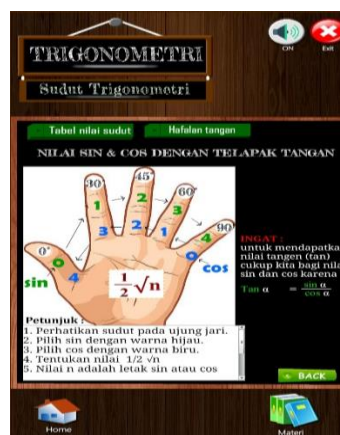 TRIGONOMETRI
Sudut Trigonometri
ON
Exit
Tabel nilai sudut
Hafalan tangan
NILAI SIN & COS DENGAN TELAPAK TANGAN
0°
30°
45°
60°
90°
0
1
2
3
4
4
3
2
1
0
sin
cos
1/2 √n
INGAT :
untuk mendapatka
nilai tangen (tan)
cukup kita bagi nila
sin dan cos karena
Tan α = sin α / cos α
Petunjuk :
1. Perhatikan sudut pada ujung jari.
2. Pilih sin dengan warna hijau.
3. Pilih cos dengan warna biru.
4. Tentukan nilai 1/2 √n
5. Nilai n adalah letak sin atau cos
BACK
Home
Materi